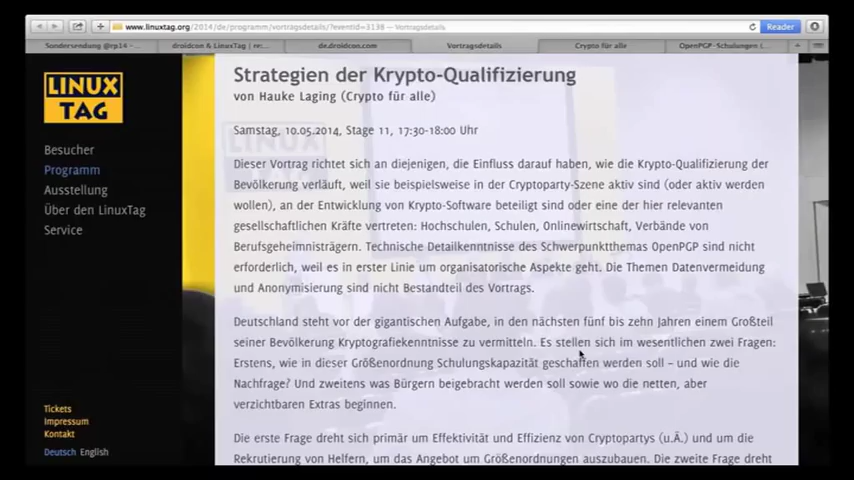 www.linuxtag.org/2014/de/programm/vortragsdetails/?eventid=3139 – Vortragsdetails
Reader
Sondersendung @rp14 - ...
droidcon & LinuxTag | re:...
de.droidcon.com
Vortragsdetails
Crypto für alle
OpenPGP-Schulungen (...
LINUX
TAG
Besucher
Programm
Ausstellung
Über den LinuxTag
Service
Tickets
Impressum
Kontakt
Deutsch English
Strategien der Krypto-Qualifizierung
von Hauke Laging (Crypto für alle)
Samstag, 10.05.2014, Stage 11, 17:30-18:00 Uhr
Dieser Vortrag richtet sich an diejenigen, die Einfluss darauf haben, wie die Krypto-Qualifizierung der
Bevölkerung verläuft, weil sie beispielsweise in der Cryptoparty-Szene aktiv sind (oder aktiv werden
wollen), an der Entwicklung von Krypto-Software beteiligt sind oder eine der hier relevanten
gesellschaftlichen Kräfte vertreten: Hochschulen, Schulen, Onlinewirtschaft, Verbände von
Berufsgeheimnisträgern. Technische Detailkenntnisse des Schwerpunktthemas OpenPGP sind nicht
erforderlich, weil es in erster Linie um organisatorische Aspekte geht. Die Themen Datenvermeidung
und Anonymisierung sind nicht Bestandteil des Vortrags.
Deutschland steht vor der gigantischen Aufgabe, in den nächsten fünf bis zehn Jahren einem Großteil
seiner Bevölkerung Kryptografiekenntnisse zu vermitteln. Es stellen sich im wesentlichen zwei Fragen:
Erstens, wie in dieser Größenordnung Schulungskapazität geschaffen werden soll – und wie die
Nachfrage? Und zweitens was Bürgern beigebracht werden soll sowie wo die netten, aber
verzichtbaren Extras beginnen.
Die erste Frage dreht sich primär um Effektivität und Effizienz von Cryptopartys (u.Ä.) und um die
Rekrutierung von Helfern, um das Angebot um Größenordnungen auszubauen. Die zweite Frage dreht